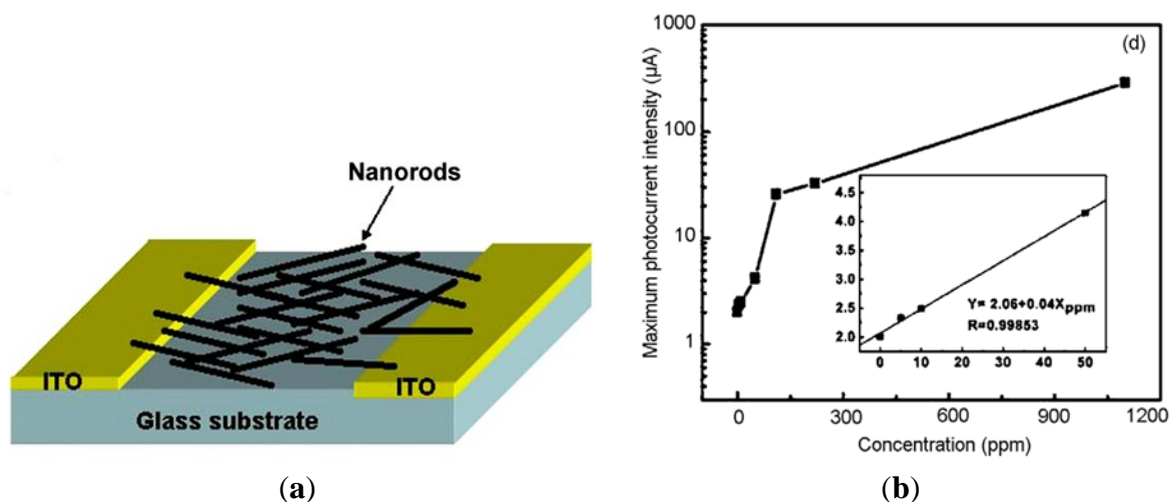 Nanorods
ITO
ITO
Glass substrate
(a)
(d)
Maximum photocurrent intensity (µA)
1000
100
10
1
0
300
600
900
1200
Concentration (ppm)
4.5
4.0
3.5
3.0
2.5
2.0
0
10
20
30
40
50
Y= 2.06+0.04Xppm
R=0.99853
(b)